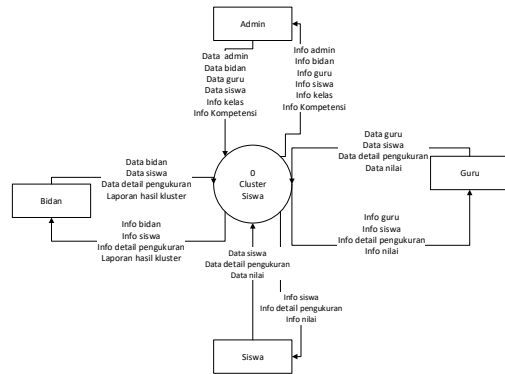 Admin
Data admin
Data bidan
Data guru
Data siswa
Info kelas
Info Kompetensi
Info admin
Info bidan
Info guru
Info siswa
Info kelas
Info Kompetensi
Data guru
Data siswa
Data detail pengukuran
Data nilai
0
Cluster
Siswa
Data bidan
Data siswa
Data detail pengukuran
Laporan hasil kluster
Bidan
Guru
Info bidan
Info siswa
Info detail pengukuran
Laporan hasil kluster
Info guru
Info siswa
Info detail pengukuran
Info nilai
Data siswa
Data detail pengukuran
Data nilai
Info siswa
Info detail pengukuran
Info nilai
Siswa